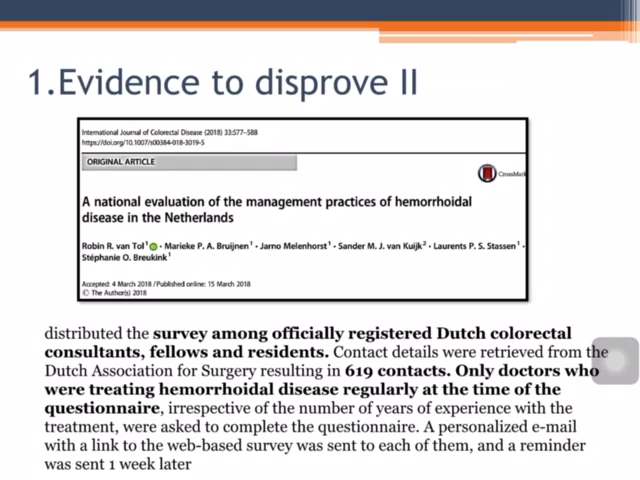 1.Evidence to disprove II
International Journal of Colorectal Disease (2018) 33:577–588
https://doi.org/10.1007/s00384-018-3019-5
ORIGINAL ARTICLE
CrossMark
A national evaluation of the management practices of hemorrhoidal
disease in the Netherlands
Robin R. van Tol¹ · Marieke P. A. Bruijnen¹ · Jarno Melenhorst¹ · Sander M. J. van Kuijk² · Laurents P. S. Stassen¹ ·
Stéphanie O. Breukink¹
Accepted: 4 March 2018 / Published online: 15 March 2018
© The Author(s) 2018
distributed the survey among officially registered Dutch colorectal
consultants, fellows and residents. Contact details were retrieved from the
Dutch Association for Surgery resulting in 619 contacts. Only doctors who
were treating hemorrhoidal disease regularly at the time of the
questionnaire, irrespective of the number of years of experience with the
treatment, were asked to complete the questionnaire. A personalized e-mail
with a link to the web-based survey was sent to each of them, and a reminder
was sent 1 week later